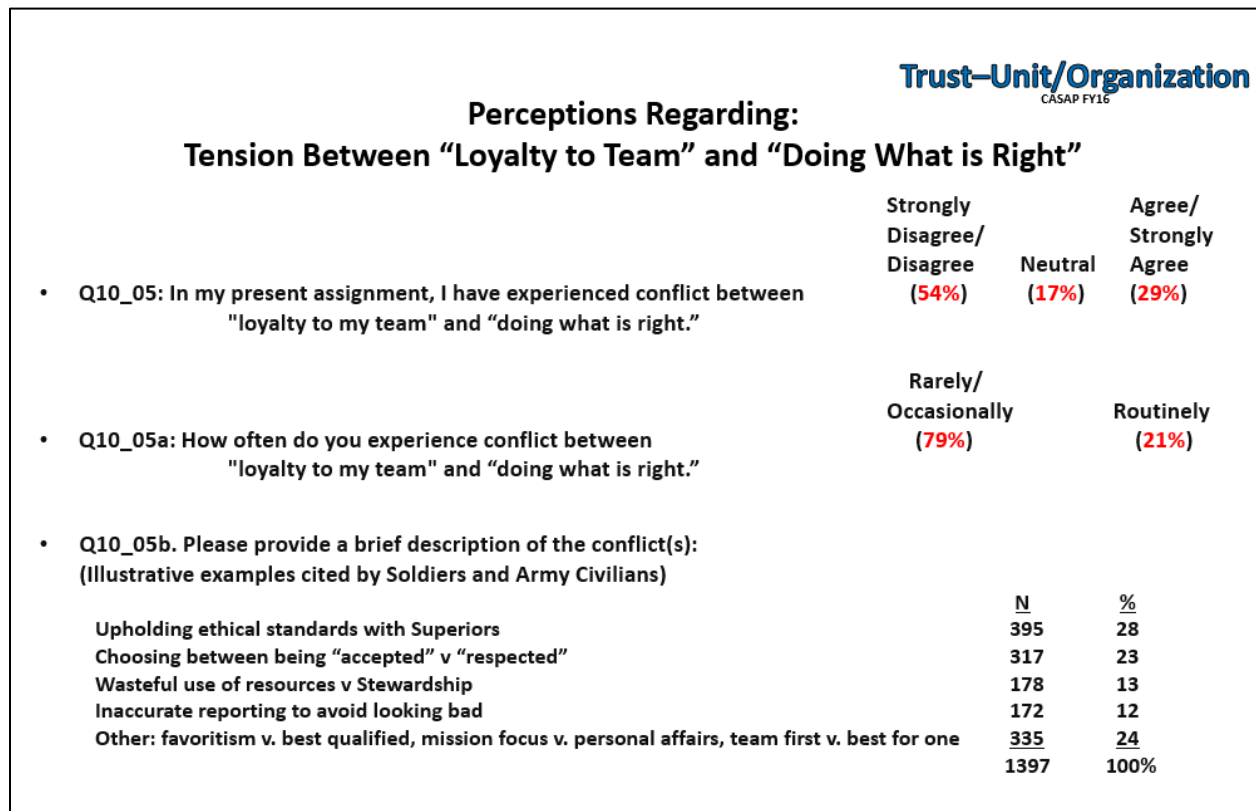 Trust–Unit/Organization
CASAP FY16
Perceptions Regarding:
Tension Between “Loyalty to Team” and “Doing What is Right”
Strongly Disagree/ Disagree Neutral Agree/ Strongly Agree
• Q10_05: In my present assignment, I have experienced conflict between (54%) (17%) (29%)
"loyalty to my team" and “doing what is right.”
Rarely/ Occasionally Routinely
• Q10_05a: How often do you experience conflict between (79%) (21%)
"loyalty to my team" and “doing what is right.”
• Q10_05b. Please provide a brief description of the conflict(s):
(Illustrative examples cited by Soldiers and Army Civilians)
N %
Upholding ethical standards with Superiors 395 28
Choosing between being “accepted” v “respected” 317 23
Wasteful use of resources v Stewardship 178 13
Inaccurate reporting to avoid looking bad 172 12
Other: favoritism v. best qualified, mission focus v. personal affairs, team first v. best for one 335 24
1397 100%